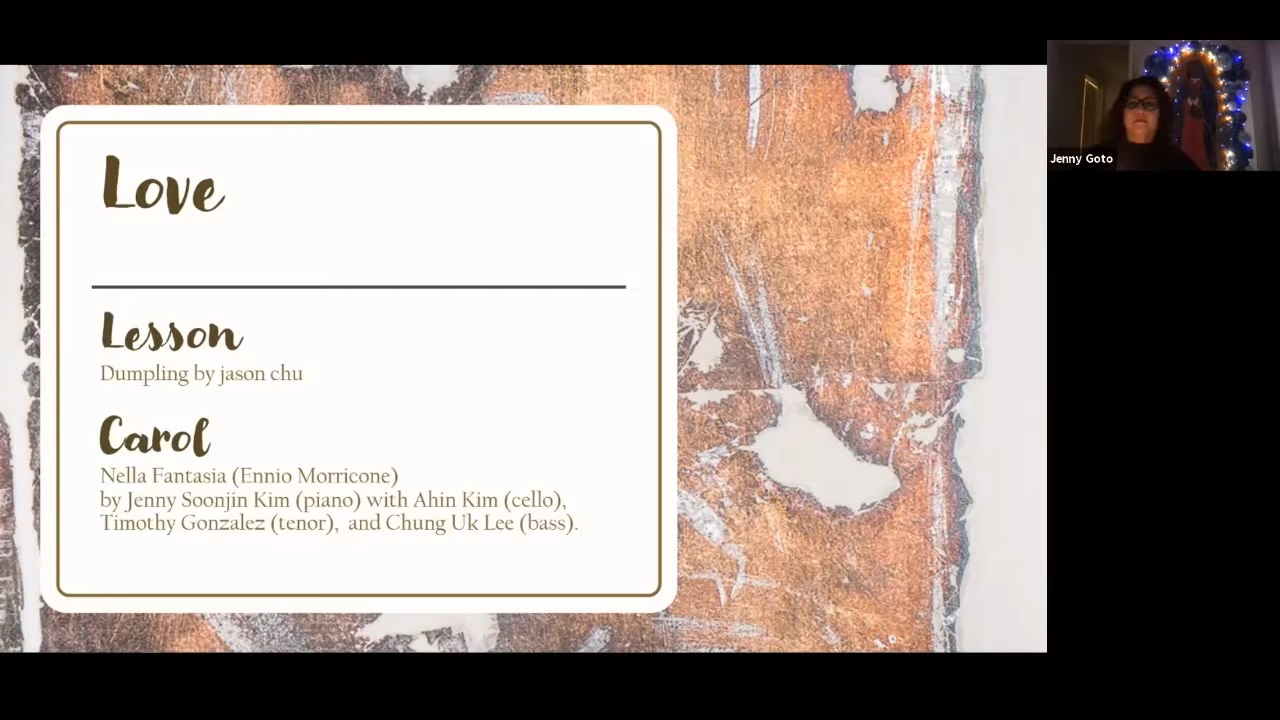 Love
Lesson
Dumpling by jason chu
Carol
Nella Fantasia (Ennio Morricone)
by Jenny Soonjin Kim (piano) with Ahin Kim (cello),
Timothy Gonzalez (tenor), and Chung Uk Lee (bass).
Jenny Goto